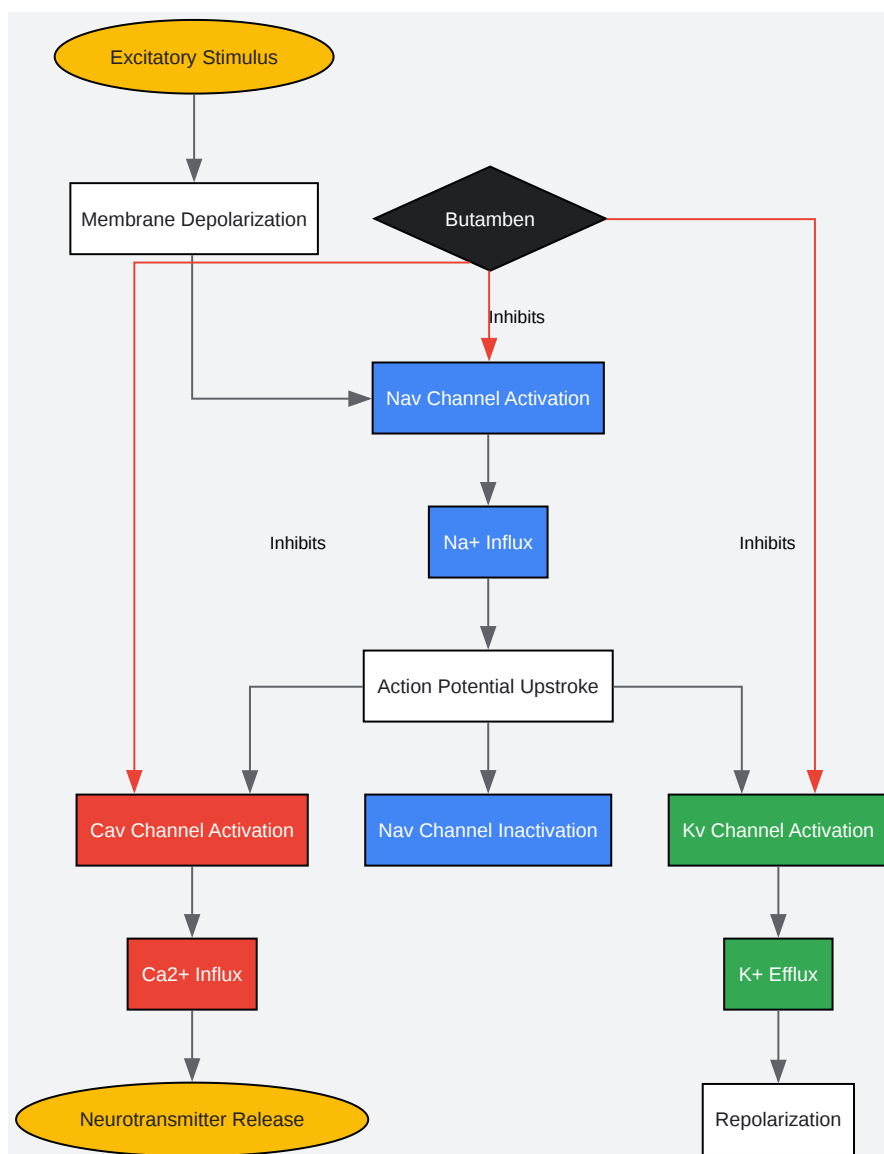 Excitatory Stimulus
Membrane Depolarization
Butamben
Inhibits
Nav Channel Activation
Na+ Influx
Inhibits
Inhibits
Action Potential Upstroke
Cav Channel Activation
Nav Channel Inactivation
Kv Channel Activation
Ca2+ Influx
K+ Efflux
Neurotransmitter Release
Repolarization